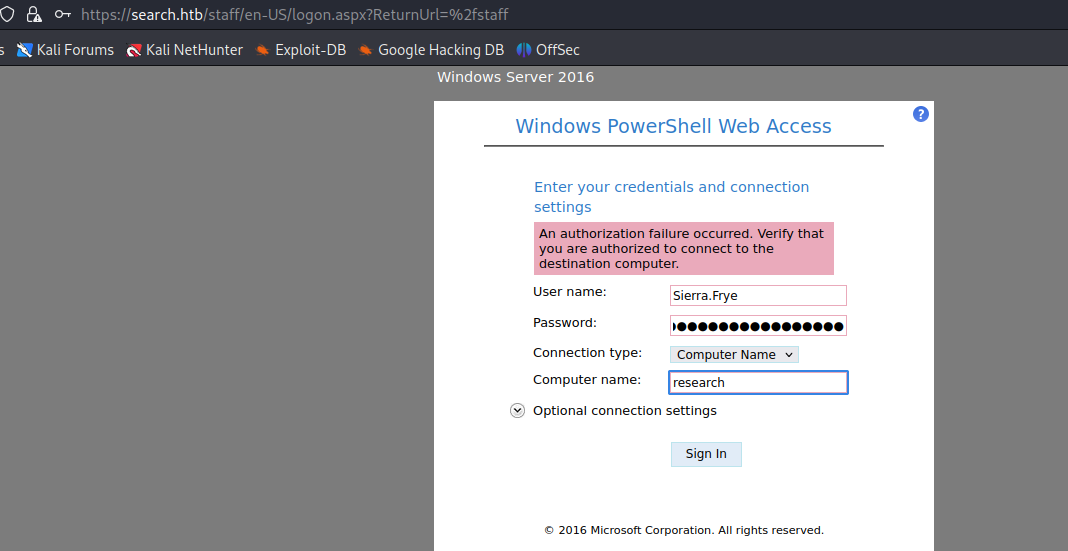 https://search.htb/staff/en-US/logon.aspx?ReturnUrl=%2fstaff
s Kali Forums Kali NetHunter Exploit-DB Google Hacking DB OffSec
Windows Server 2016
?
Windows PowerShell Web Access
Enter your credentials and connection
settings
An authorization failure occurred. Verify that
you are authorized to connect to the
destination computer.
User name: Sierra.Frye
Password:
Connection type: Computer Name
Computer name: research
Optional connection settings
Sign In
© 2016 Microsoft Corporation. All rights reserved.